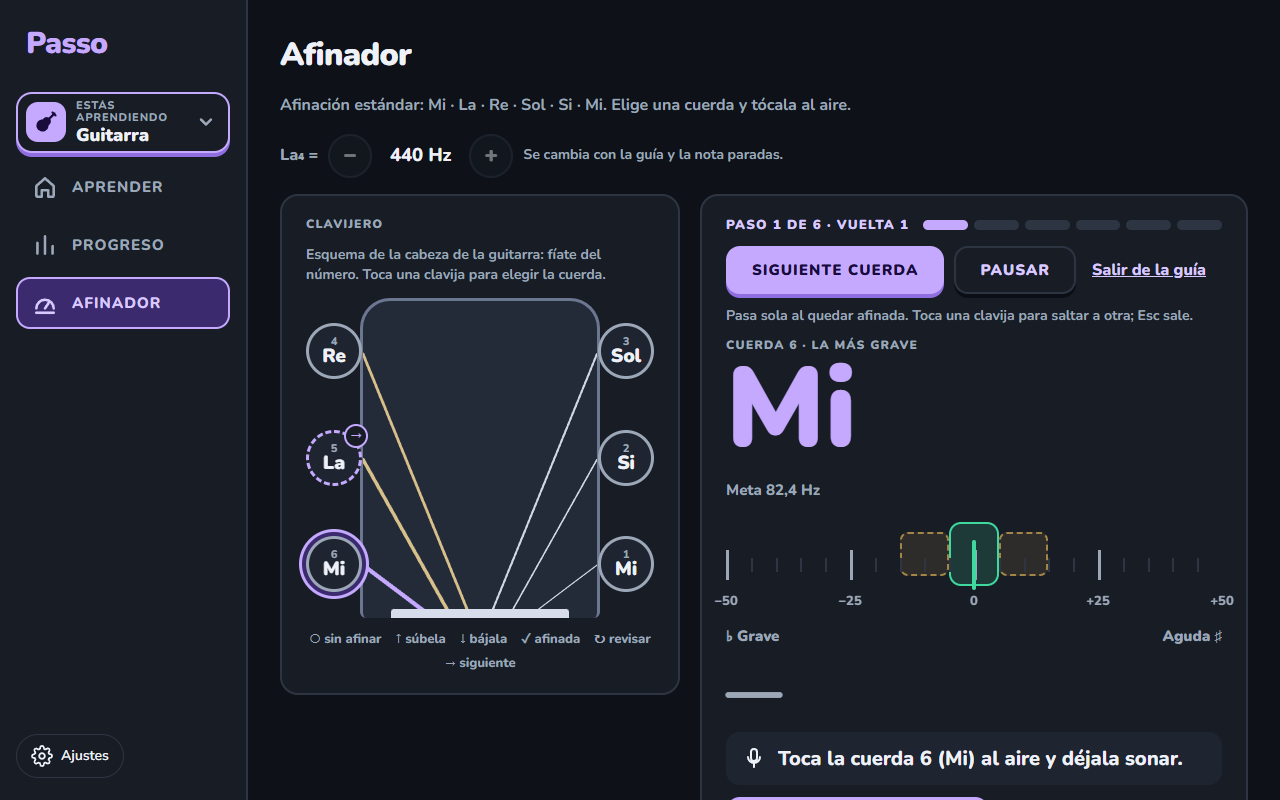 Passo
ESTÁS
APRENDIENDO
Guitarra
APRENDER
PROGRESO
AFINADOR
Ajustes
Afinador
Afinación estándar: Mi · La · Re · Sol · Si · Mi. Elige una cuerda y tócala al aire.
La₄ =
−
440 Hz
+
Se cambia con la guía y la nota paradas.
CLAVIJERO
Esquema de la cabeza de la guitarra: fíate del
número. Toca una clavija para elegir la cuerda.
4
Re
3
Sol
→
5
La
2
Si
6
Mi
1
Mi
○ sin afinar ↑ súbela ↓ bájala ✓ afinada ↻ revisar
→ siguiente
PASO 1 DE 6 · VUELTA 1
SIGUIENTE CUERDA
PAUSAR
Salir de la guía
Pasa sola al quedar afinada. Toca una clavija para saltar a otra; Esc sale.
CUERDA 6 · LA MÁS GRAVE
Mi
Meta 82,4 Hz
−50 −25 0 +25 +50
♭ Grave
Aguda ♯
Toca la cuerda 6 (Mi) al aire y déjala sonar.